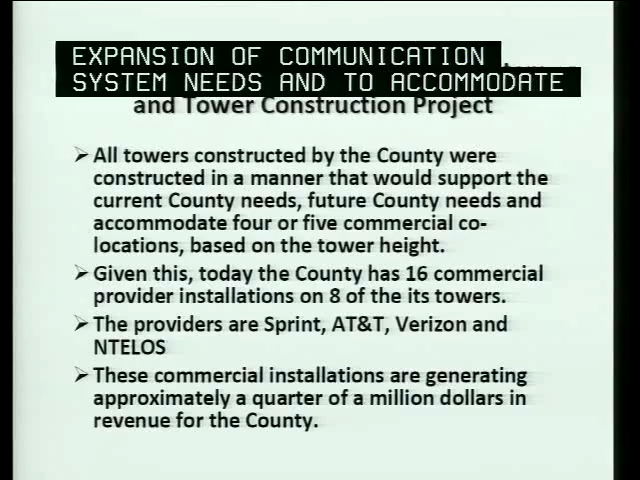 EXPANSION OF COMMUNICATION
SYSTEM NEEDS AND TO ACCOMMODATE
and Tower Construction Project
➢ All towers constructed by the County were
constructed in a manner that would support the
current County needs, future County needs and
accommodate four or five commercial co-
locations, based on the tower height.
➢ Given this, today the County has 16 commercial
provider installations on 8 of the its towers.
➢ The providers are Sprint, AT&T, Verizon and
NTELOS
➢ These commercial installations are generating
approximately a quarter of a million dollars in
revenue for the County.